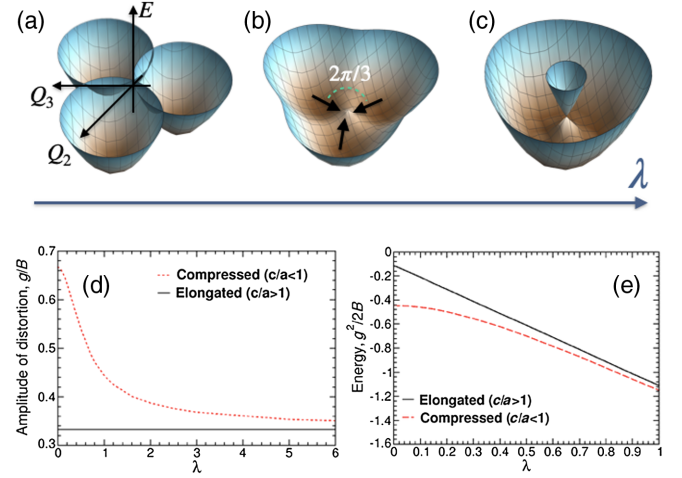 (a)
E
Q3
Q2
(b)
2π/3
(c)
λ
(d)
0.7
0.6
0.5
0.4
0.3
Amplitude of distortion, g/B
Compressed (c/a<1)
Elongated (c/a>1)
0 1 2 3 4 5 6
λ
(e)
0
-0.2
-0.4
-0.6
-0.8
-1
-1.2
-1.4
-1.6
Energy, g²/2B
Elongated (c/a>1)
Compressed (c/a<1)
0 0.1 0.2 0.3 0.4 0.5 0.6 0.7 0.8 0.9 1
λ